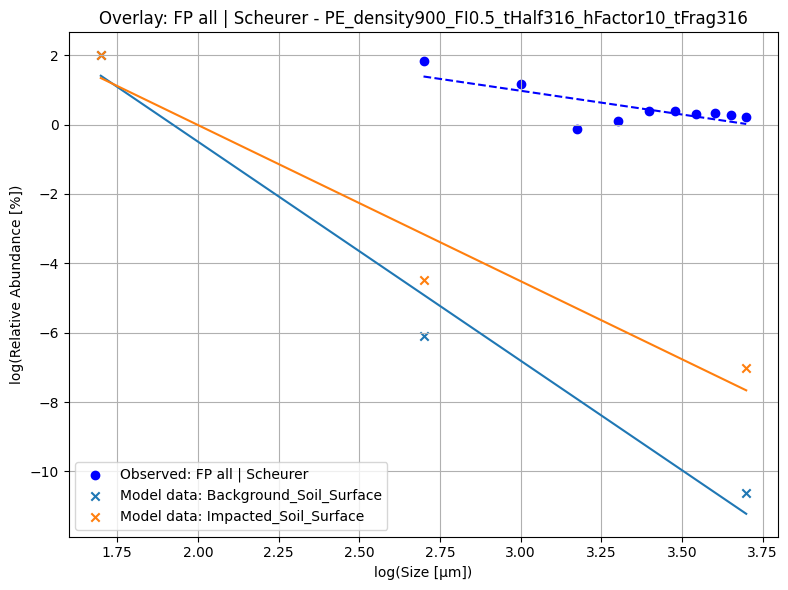 Overlay: FP all | Scheurer - PE_density900_FI0.5_tHalf316_hFactor10_tFrag316
log(Relative Abundance [%])
2
0
−2
−4
−6
−8
−10
Observed: FP all | Scheurer
Model data: Background_Soil_Surface
Model data: Impacted_Soil_Surface
1.75 2.00 2.25 2.50 2.75 3.00 3.25 3.50 3.75
log(Size [μm])